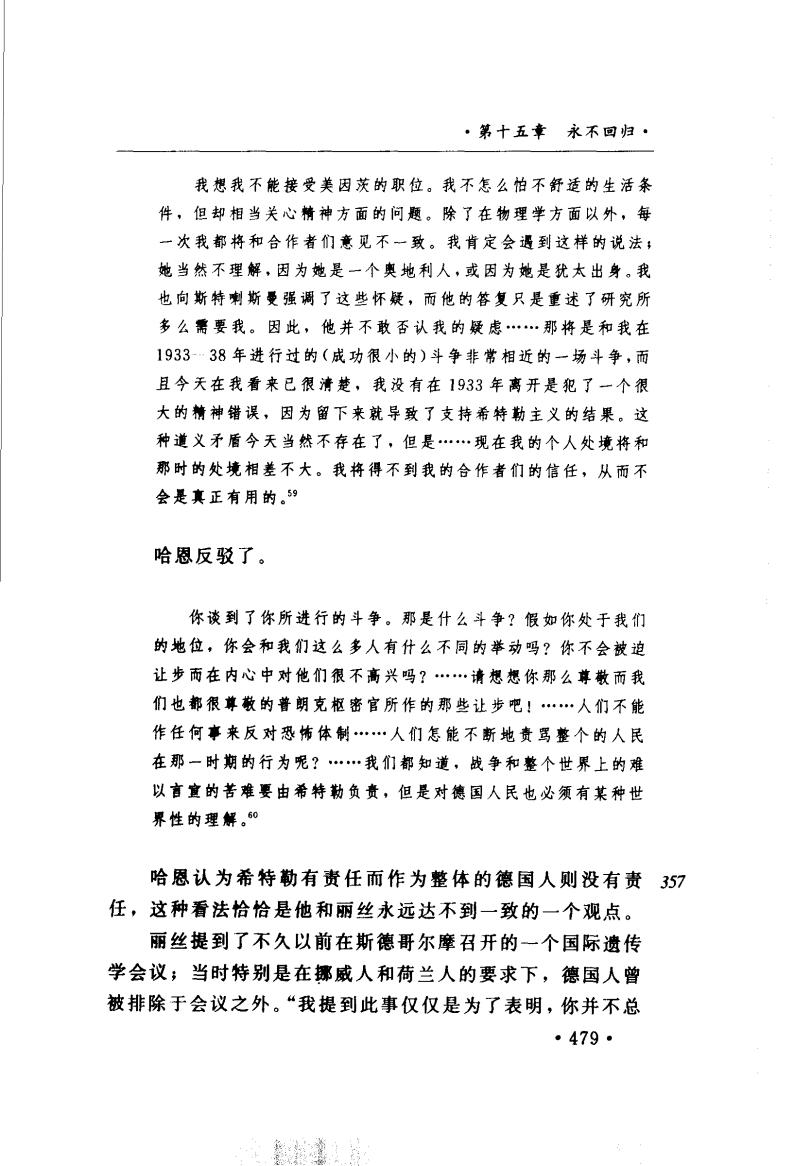 ·第十五章 永不回归·
我想我不能接受美因茨的职位。我不怎么怕不舒适的生活条
件，但却相当关心精神方面的问题。除了在物理学方面以外，每
一次我都将和合作者们意见不一致。我肯定会遇到这样的说法；
她当然不理解，因为她是一个奥地利人，或因为她是犹太出身。我
也向斯特喇斯曼强调了这些怀疑，而他的答复只是重述了研究所
多么需要我。因此，他并不敢否认我的疑虑……那将是和我在
1933—38年进行过的(成功很小的)斗争非常相近的一场斗争，而
且今天在我看来已很清楚，我没有在1933年离开是犯了一个很
大的精神错误，因为留下来就导致了支持希特勒主义的结果。这
种道义矛盾今天当然不存在了，但是……现在我的个人处境将和
那时的处境相差不大。我将得不到我的合作者们的信任，从而不
会是真正有用的。59
哈恩反驳了。
你谈到了你所进行的斗争。那是什么斗争？假如你处于我们
的地位，你会和我们这么多人有什么不同的举动吗？你不会被迫
让步而在内心中对他们很不高兴吗？……请想想你那么尊敬而我
们也都很尊敬的普朗克枢密官所作的那些让步吧！……人们不能
作任何事来反对恐怖体制……人们怎能不断地责骂整个的人民
在那一时期的行为呢？……我们都知道，战争和整个世界上的难
以言宣的苦难要由希特勒负责，但是对德国人民也必须有某种世
界性的理解。60
哈恩认为希特勒有责任而作为整体的德国人则没有责 357
任，这种看法恰恰是他和丽丝永远达不到一致的一个观点。
丽丝提到了不久以前在斯德哥尔摩召开的一个国际遗传
学会议；当时特别是在挪威人和荷兰人的要求下，德国人曾
被排除于会议之外。“我提到此事仅仅是为了表明，你并不总
·479·